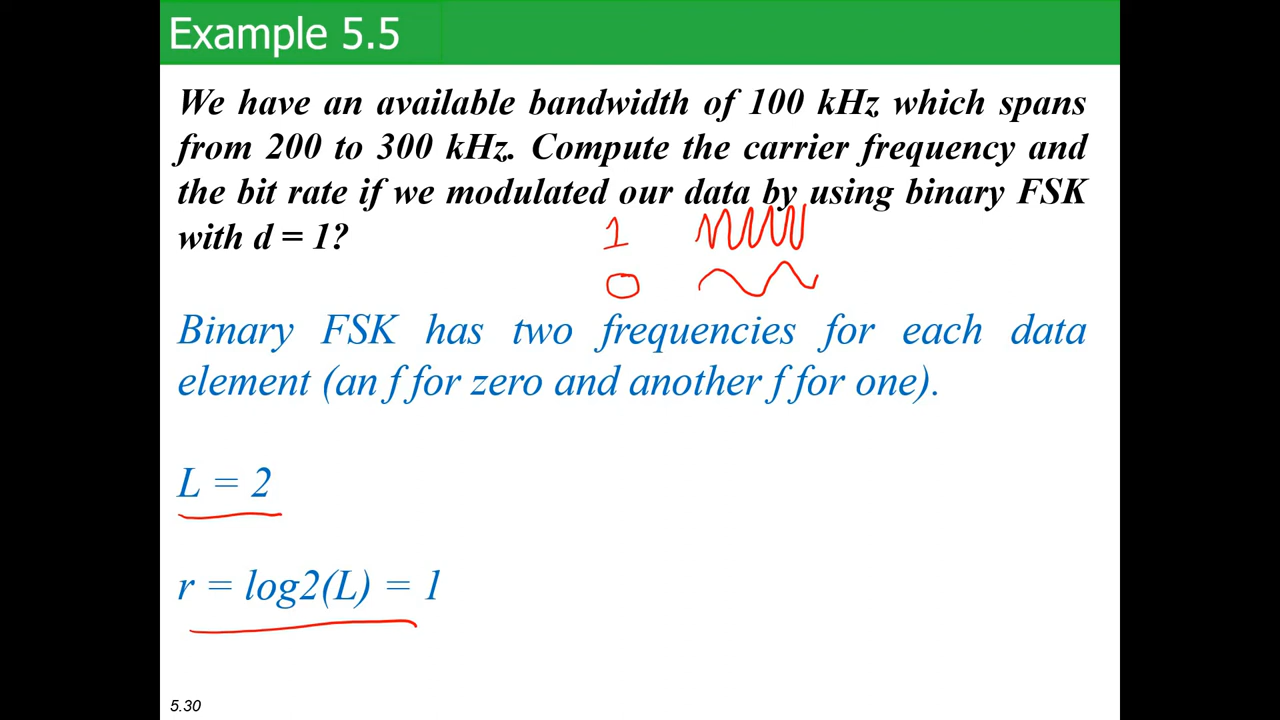 Example 5.5
We have an available bandwidth of 100 kHz which spans
from 200 to 300 kHz. Compute the carrier frequency and
the bit rate if we modulated our data by using binary FSK
with d = 1?
1
0
Binary FSK has two frequencies for each data
element (an f for zero and another f for one).
L = 2
r = log2(L) = 1
5.30